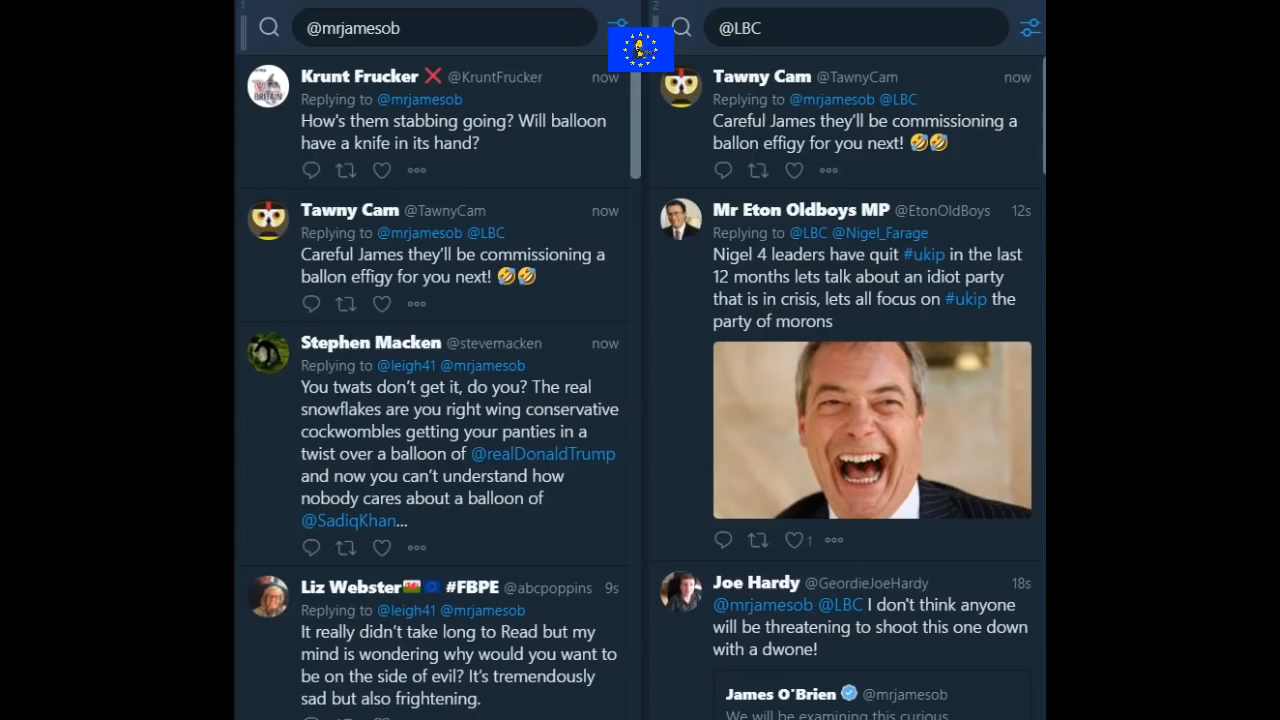 1
@mrjamesob
Krunt Frucker ❌ @KruntFrucker now
Replying to @mrjamesob
How's them stabbing going? Will balloon
have a knife in its hand?
Tawny Cam @TawnyCam now
Replying to @mrjamesob @LBC
Careful James they'll be commissioning a
ballon effigy for you next! 🤣🤣
Stephen Macken @stevemacken now
Replying to @leigh41 @mrjamesob
You twats don't get it, do you? The real
snowflakes are you right wing conservative
cockwombles getting your panties in a
twist over a balloon of @realDonaldTrump
and now you can't understand how
nobody cares about a balloon of
@SadiqKhan...
Liz Webster🏴󠁧󠁢󠁷󠁬󠁳󠁿🇪🇺 #FBPE @abcpoppins 9s
Replying to @leigh41 @mrjamesob
It really didn't take long to Read but my
mind is wondering why would you want to
be on the side of evil? It's tremendously
sad but also frightening.
2
@LBC
Tawny Cam @TawnyCam now
Replying to @mrjamesob @LBC
Careful James they'll be commissioning a
ballon effigy for you next! 🤣🤣
Mr Eton Oldboys MP @EtonOldBoys 12s
Replying to @LBC @Nigel_Farage
Nigel 4 leaders have quit #ukip in the last
12 months lets talk about an idiot party
that is in crisis, lets all focus on #ukip the
party of morons
1
Joe Hardy @GeordieJoeHardy 18s
@mrjamesob @LBC I don't think anyone
will be threatening to shoot this one down
with a dwone!
James O'Brien @mrjamesob
We will be examining this curious